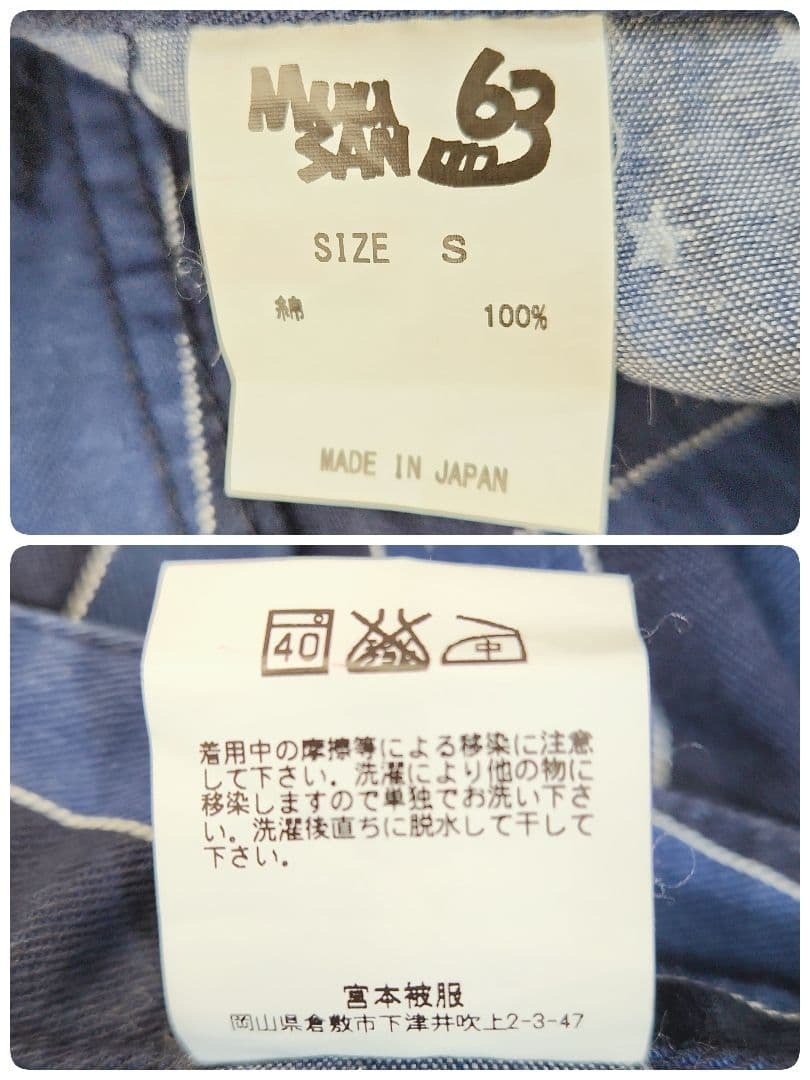 MUU
SAN
63
SIZE S
綿 100%
MADE IN JAPAN
40
中
着用中の摩擦等による移染に注意
して下さい．洗濯により他の物に
移染しますので単独でお洗い下さ
い。洗濯後直ちに脱水して干して
下さい。
宮本被服
岡山県倉敷市下津井吹上2-3-47